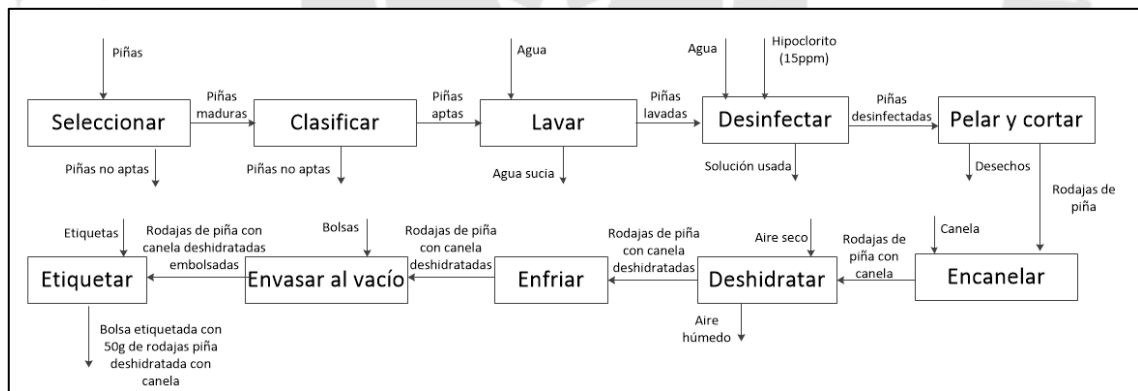 Piñas
Seleccionar
Piñas no aptas
Piñas
maduras
Clasificar
Piñas no aptas
Piñas
aptas
Agua
Lavar
Agua sucia
Piñas
lavadas
Agua
Hipoclorito
(15ppm)
Desinfectar
Solución usada
Piñas
desinfectadas
Pelar y cortar
Desechos
Rodajas de
piña
Canela
Encanelar
Rodajas de
piña con
canela
Aire seco
Deshidratar
Aire
húmedo
Rodajas de piña
con canela
deshidratadas
Enfriar
Rodajas de piña
con canela
deshidratadas
Bolsas
Envasar al vacío
Rodajas de piña con
canela deshidratadas
embolsadas
Etiquetas
Etiquetar
Bolsa etiquetada con
50g de rodajas piña
deshidratada con
canela